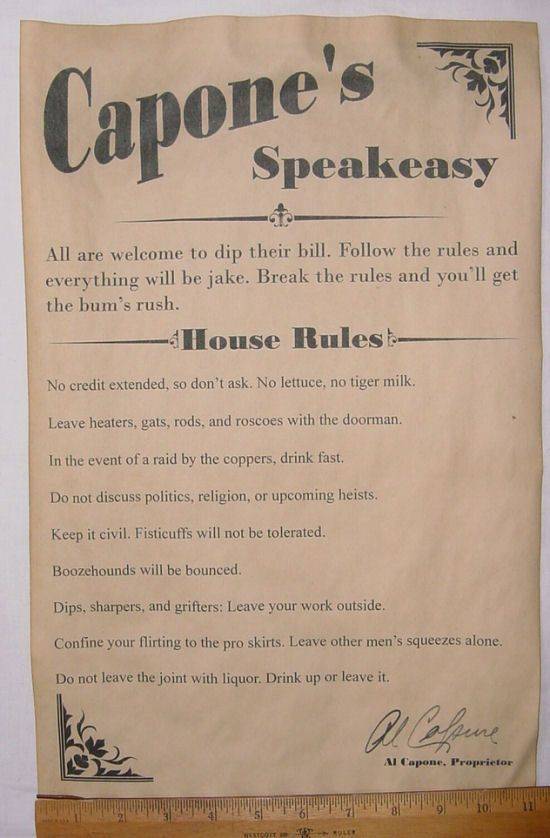 Capone's
Speakeasy
All are welcome to dip their bill. Follow the rules and
everything will be jake. Break the rules and you'll get
the bum's rush.
House Rules
No credit extended, so don't ask. No lettuce, no tiger milk.
Leave heaters, gats, rods, and roscoes with the doorman.
In the event of a raid by the coppers, drink fast.
Do not discuss politics, religion, or upcoming heists.
Keep it civil. Fisticuffs will not be tolerated.
Boozehounds will be bounced.
Dips, sharpers, and grifters: Leave your work outside.
Confine your flirting to the pro skirts. Leave other men's squeezes alone.
Do not leave the joint with liquor. Drink up or leave it.
Al Capone
Al Capone, Proprietor
1 2 3 4 5 6 7 8 9 10 11
WESTCOTT RULER